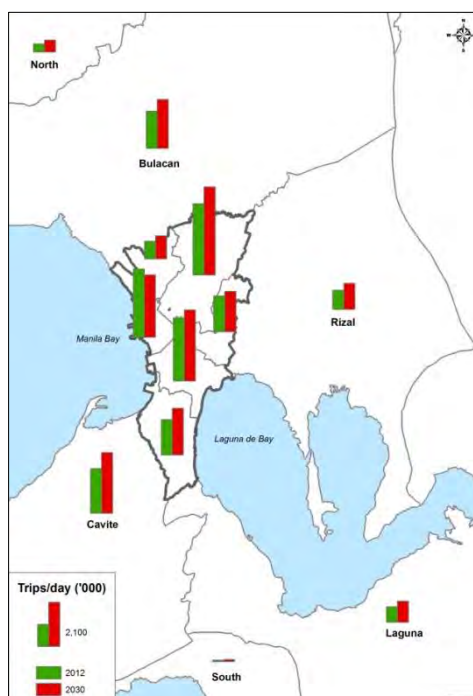 North
Bulacan
Rizal
Manila Bay
Laguna de Bay
Cavite
Trips/day ('000)
2,100
2012
2030
Laguna
South